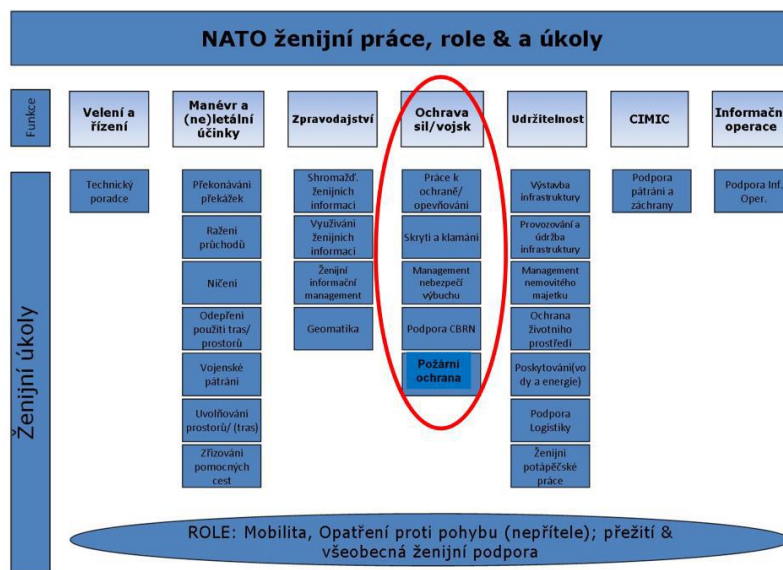 NATO ženijní práce, role & a úkoly
Funkce
Velení a
řízení
Manévr a
(ne)letální
účinky
Zpravodajství
Ochrava
sil/vojsk
Udržitelnost
CIMIC
Informační
operace
Ženijní úkoly
Technický
poradce
Překonávání
překážek
Ražení
průchodů
Ničení
Odepření
použití tras/
prostorů
Vojenské
pátrání
Uvolňování
prostorů/ (tras)
Zřizování
pomocných
cest
Shromažď.
ženijních
informací
Využívání
ženijních
informací
Ženijní
informační
management
Geomatika
Práce k
ochraně/
opevňování
Skrytí a klamání
Management
nebezpečí
výbuchu
Podpora CBRN
Požární
ochrana
Výstavba
infrastruktury
Provozování a
údržba
infrastruktury
Management
nemovitého
majetku
Ochrana
životního
prostředí
Poskytování(vo
dy a energie)
Podpora
Logistiky
Ženijní
potápěčské
práce
Podpora
pátrání a
záchrany
Podpora Inf.
Oper.
ROLE: Mobilita, Opatření proti pohybu (nepřítele); přežití &
všeobecná ženijní podpora